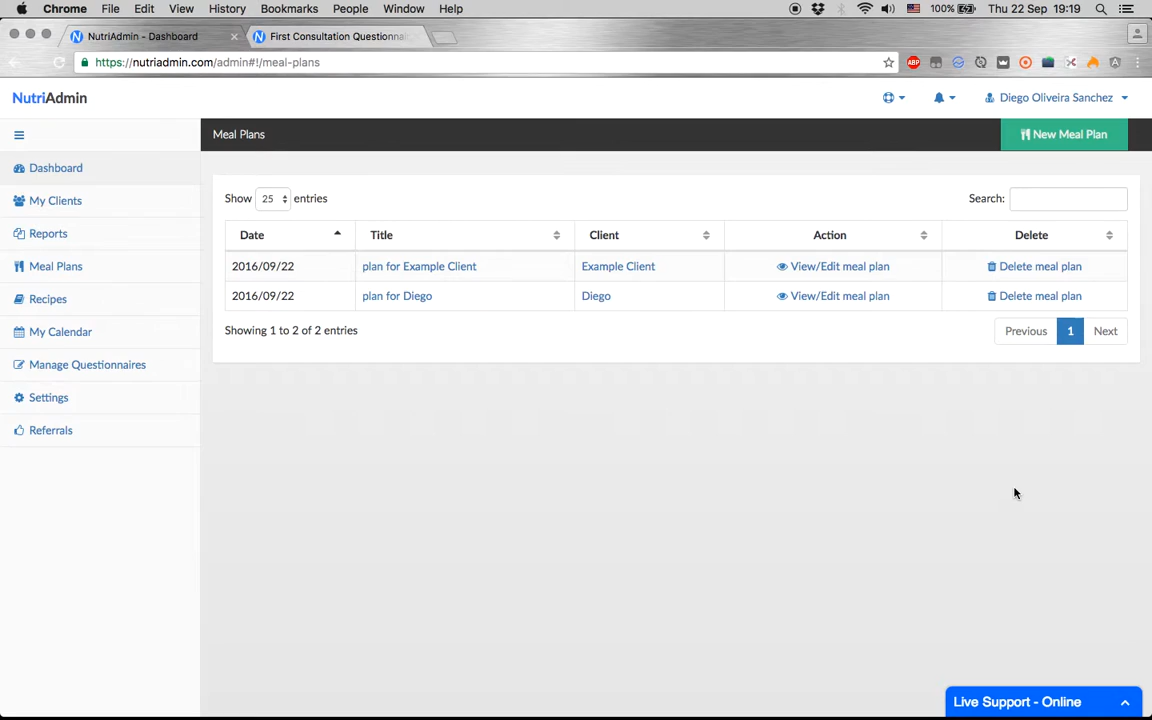 Chrome File Edit View History Bookmarks People Window Help 100% Thu 22 Sep 19:19
NutriAdmin - Dashboard First Consultation Questionnai
https://nutriadmin.com/admin#!/meal-plans ABP
NutriAdmin Diego Oliveira Sanchez
Meal Plans New Meal Plan
Dashboard
My Clients
Reports
Meal Plans
Recipes
My Calendar
Manage Questionnaires
Settings
Referrals
Show 25 entries Search:
Date Title Client Action Delete
2016/09/22 plan for Example Client Example Client View/Edit meal plan Delete meal plan
2016/09/22 plan for Diego Diego View/Edit meal plan Delete meal plan
Showing 1 to 2 of 2 entries Previous 1 Next
Live Support - Online